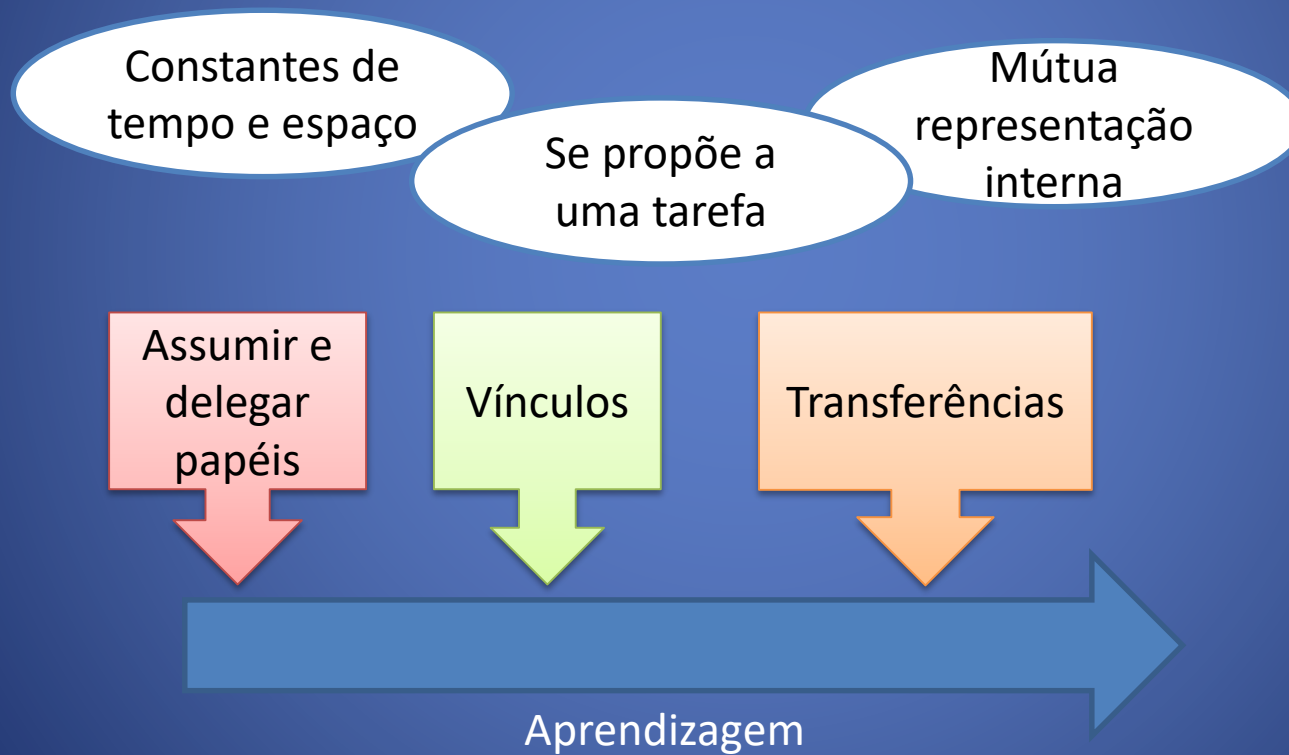 Constantes de
tempo e espaço
Se propõe a
uma tarefa
Mútua
representação
interna
Assumir e
delegar
papéis
Vínculos
Transferências
Aprendizagem